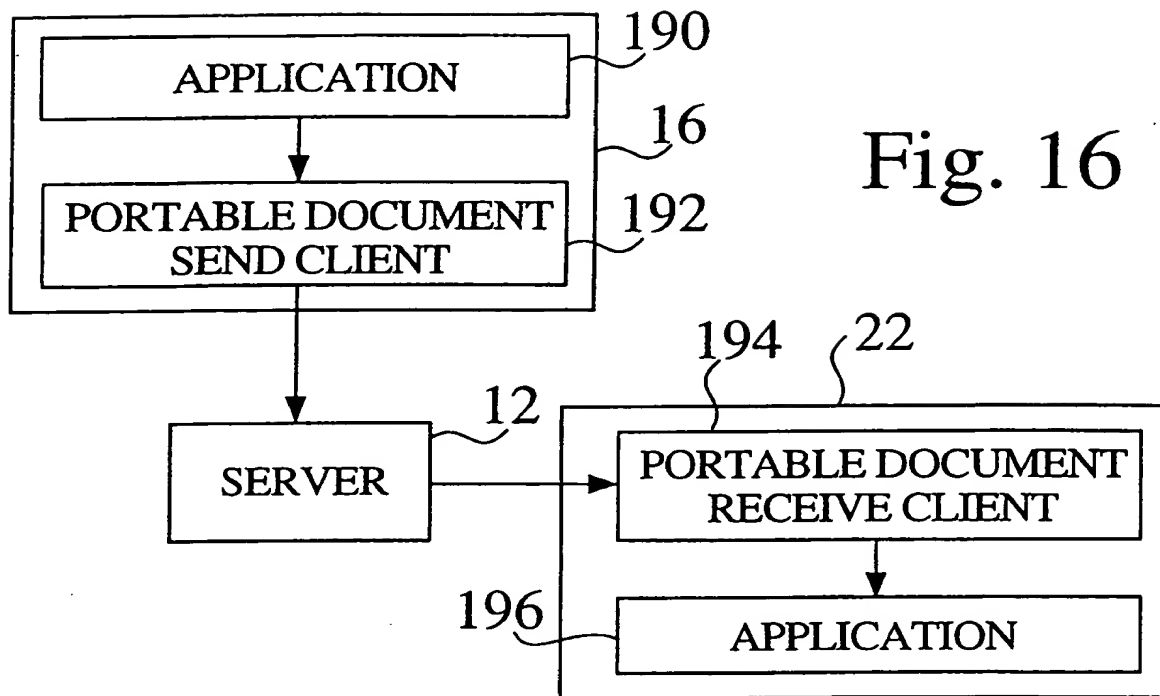 190
APPLICATION
16
Fig. 16
PORTABLE DOCUMENT
SEND CLIENT
192
194
22
12
SERVER
PORTABLE DOCUMENT
RECEIVE CLIENT
196
APPLICATION